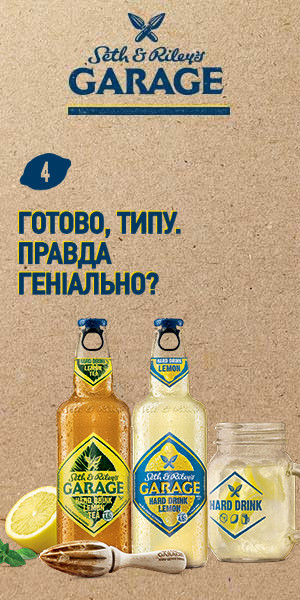 Seth & Riley's
GARAGE
4
ГОТОВО, ТИПУ.
ПРАВДА
ГЕНІАЛЬНО?
HARD DRINK
LEMON
TEA
HARD DRINK
LEMON
Seth & Riley's
GARAGE
HARD DRINK
LEMON
TEA
Seth & Riley's
GARAGE
HARD DRINK
LEMON
HARD DRINK
GARAGE